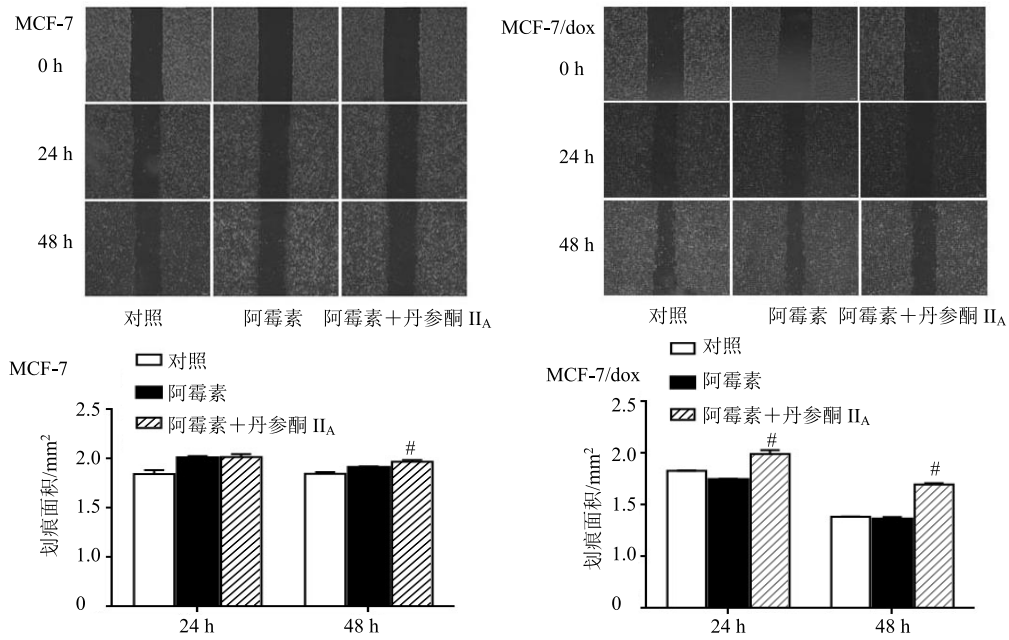 MCF-7
0 h
24 h
48 h
对照
阿霉素
阿霉素＋丹参酮 IIA
MCF-7/dox
0 h
24 h
48 h
对照
阿霉素
阿霉素＋丹参酮 IIA
MCF-7
对照
阿霉素
阿霉素＋丹参酮 IIA
划痕面积/mm²
2.5
2.0
1.5
1.0
0
#
24 h
48 h
MCF-7/dox
对照
阿霉素
阿霉素＋丹参酮 IIA
划痕面积/mm²
2.5
2.0
1.5
1.0
0
#
#
24 h
48 h